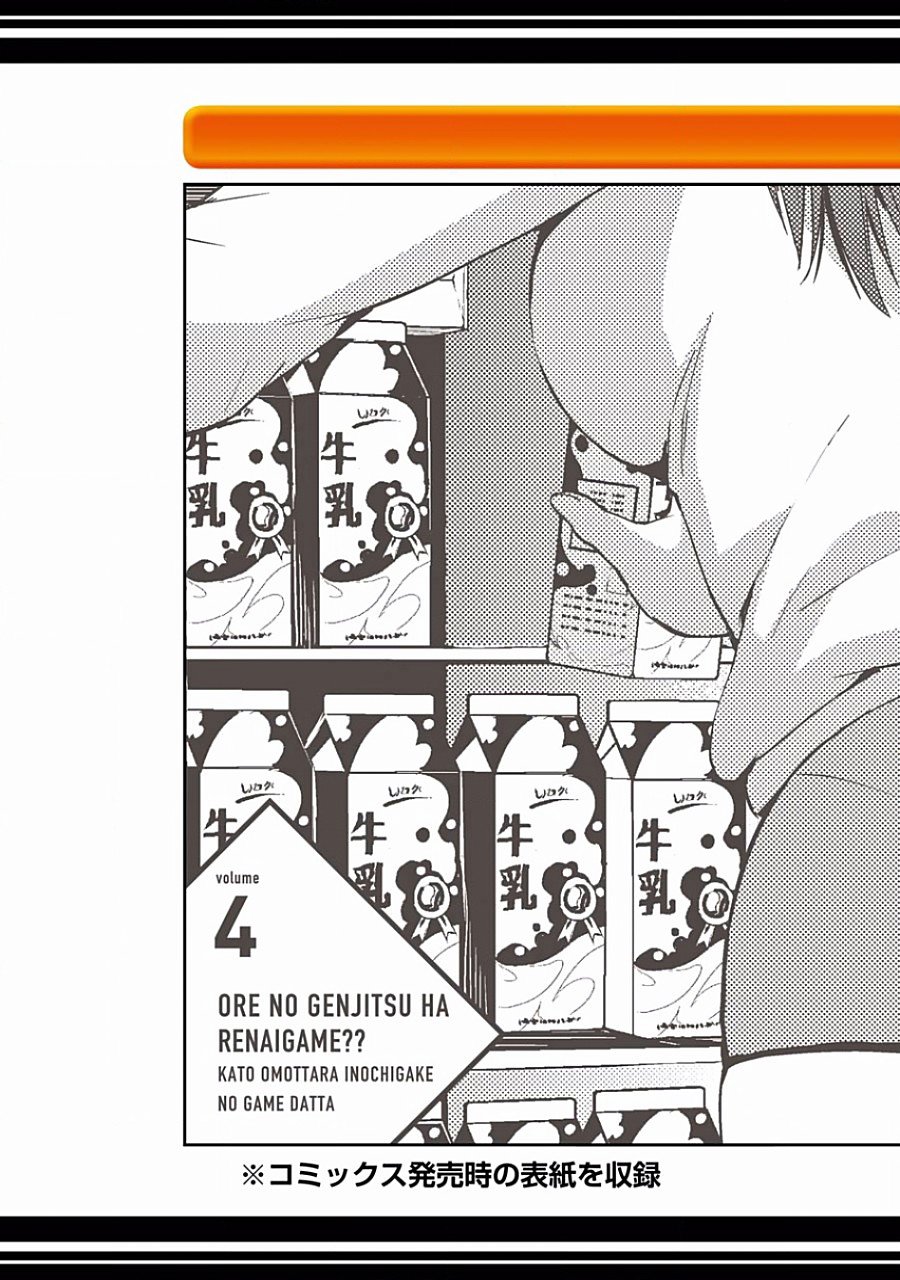 牛乳
牛乳
牛
牛乳
牛乳
牛乳
volume
4
ORE NO GENJITSU HA
RENAIGAME??
KATO OMOTTARA INOCHIGAKE
NO GAME DATTA
※コミックス発売時の表紙を収録